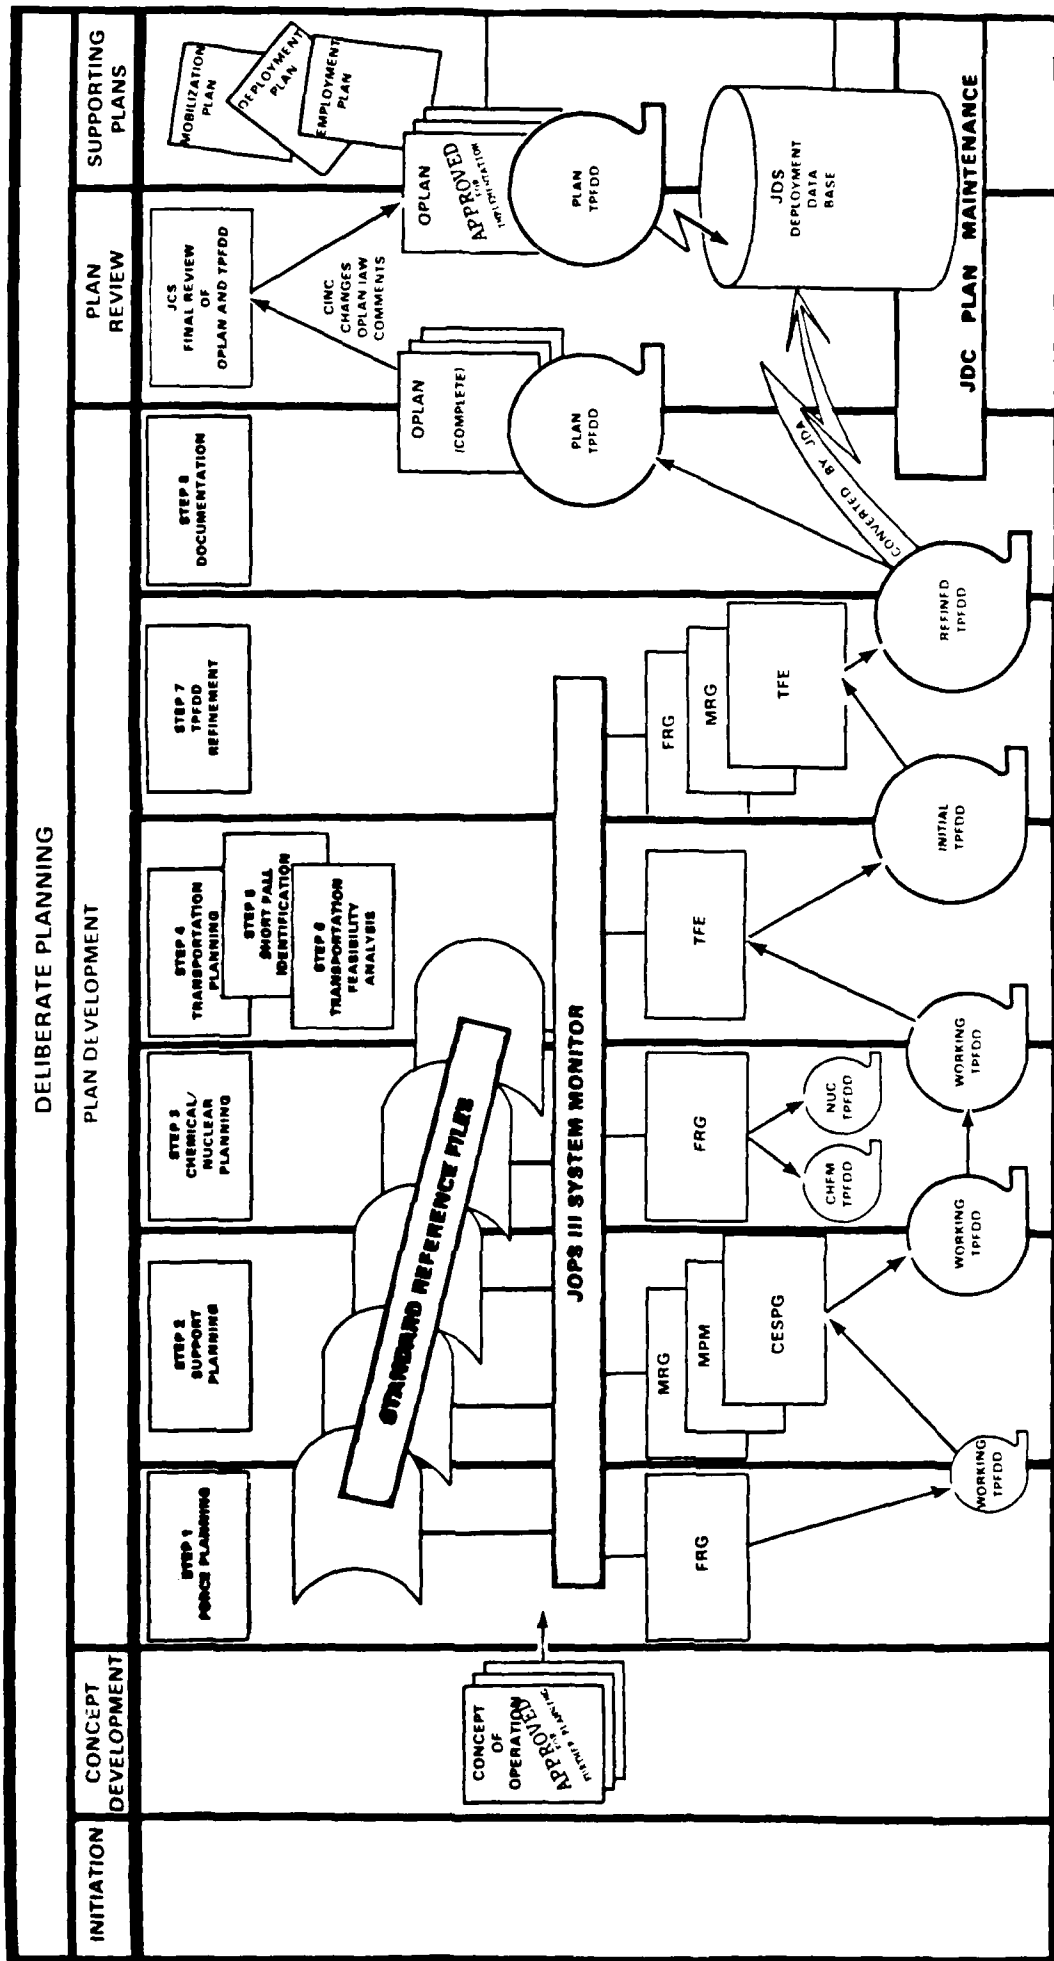 DELIBERATE PLANNING
INITIATION
CONCEPT
DEVELOPMENT
PLAN DEVELOPMENT
PLAN
REVIEW
SUPPORTING
PLANS
STEP 1
FORCE PLANNING
STEP 2
SUPPORT
PLANNING
STEP 3
CHEMICAL/
NUCLEAR
PLANNING
STEP 4
TRANSPORTATION
PLANNING
STEP 5
SHORT FALL
IDENTIFICATION
STEP 6
TRANSPORTATION
FEASIBILITY
ANALYSIS
STEP 7
TPFDD
REFINEMENT
STEP 8
DOCUMENTATION
JCS
FINAL REVIEW
OF
OPLAN AND TPFDD
MOBILIZATION
PLAN
DEPLOYMENT
PLAN
EMPLOYMENT
PLAN
CINC
CHANGES
OPLAN IAW
COMMENTS
OPLAN
(COMPLETE)
PLAN
TPFDD
OPLAN
APPROVED
FOR
IMPLEMENTATION
PLAN
TPFDD
CONCEPT
OF
OPERATION
APPROVED
FOR
FURTHER PLANNING
STANDARD REFERENCE FILES
JOPS III SYSTEM MONITOR
FRG
MRG
MPM
CESPG
FRG
TFE
FRG
MRG
TFE
WORKING
TPFDD
WORKING
TPFDD
CHEM
TPFDD
NUC
TPFDD
WORKING
TPFDD
INITIAL
TPFDD
REFINED
TPFDD
CONVERTED BY JDA
JDS
DEPLOYMENT
DATA
BASE
JDC PLAN MAINTENANCE